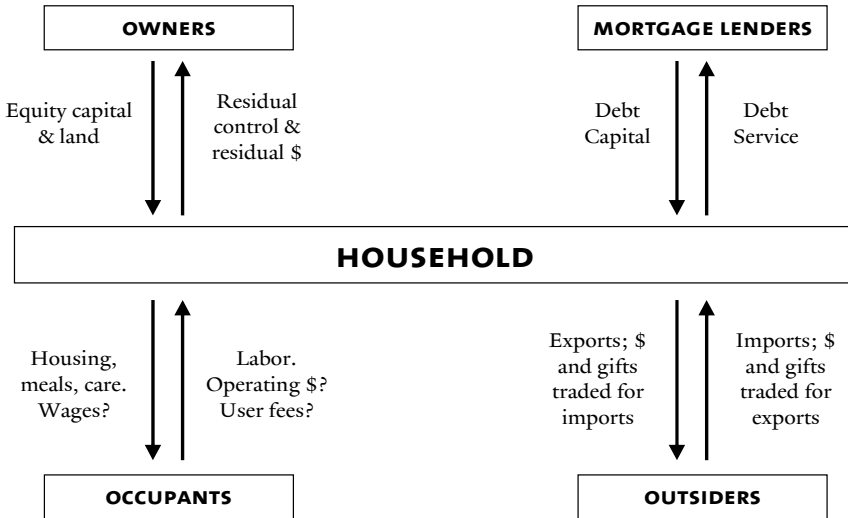 OWNERS
MORTGAGE LENDERS
Equity capital
& land
Residual
control &
residual $
Debt
Capital
Debt
Service
HOUSEHOLD
Housing,
meals, care.
Wages?
Labor.
Operating $?
User fees?
Exports; $
and gifts
traded for
imports
Imports; $
and gifts
traded for
exports
OCCUPANTS
OUTSIDERS